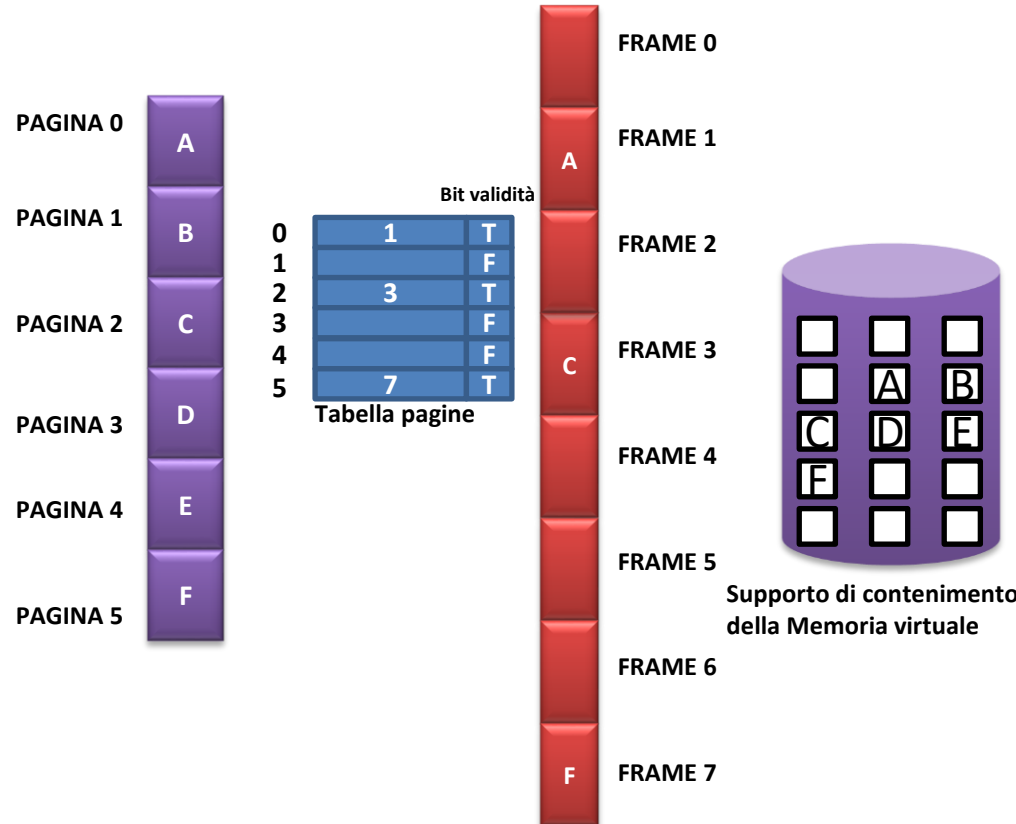 PAGINA 0
PAGINA 1
PAGINA 2
PAGINA 3
PAGINA 4
PAGINA 5
A
B
C
D
E
F
Bit validità
0 1 T
1 F
2 3 T
3 F
4 F
5 7 T
Tabella pagine
A
C
F
FRAME 0
FRAME 1
FRAME 2
FRAME 3
FRAME 4
FRAME 5
FRAME 6
FRAME 7
A B
C D E
F
Supporto di contenimento
della Memoria virtuale